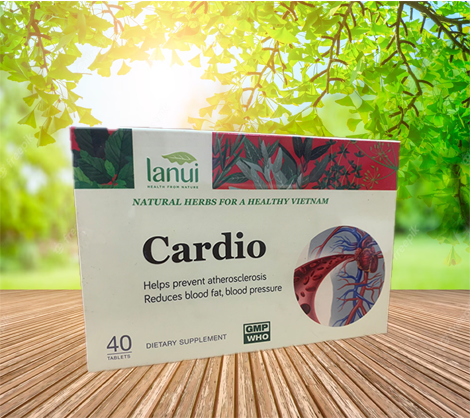 lanui
HEALTH FROM NATURE
NATURAL HERBS FOR A HEALTHY VIETNAM
Cardio
Helps prevent atherosclerosis
Reduces blood fat, blood pressure
40
TABLETS
DIETARY SUPPLEMENT
GMP
WHO